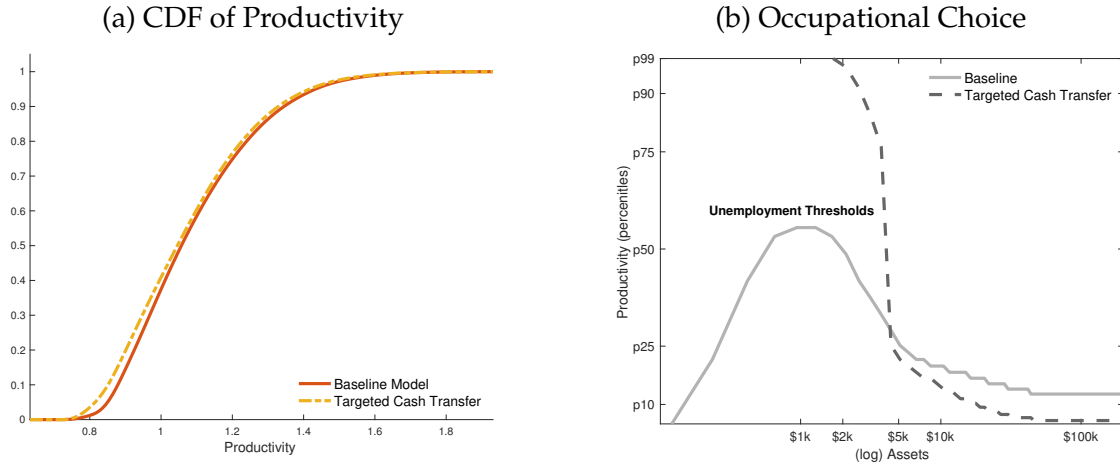 (a) CDF of Productivity
1
0.9
0.8
0.7
0.6
0.5
0.4
0.3
0.2
0.1
0
0.8
1
1.2
1.4
1.6
1.8
Productivity
Baseline Model
Targeted Cash Transfer
(b) Occupational Choice
p99
p90
p75
p50
p25
p10
Productivity (percenitles)
Baseline
Targeted Cash Transfer
Unemployment Thresholds
$1k
$2k
$5k
$10k
$100k
(log) Assets